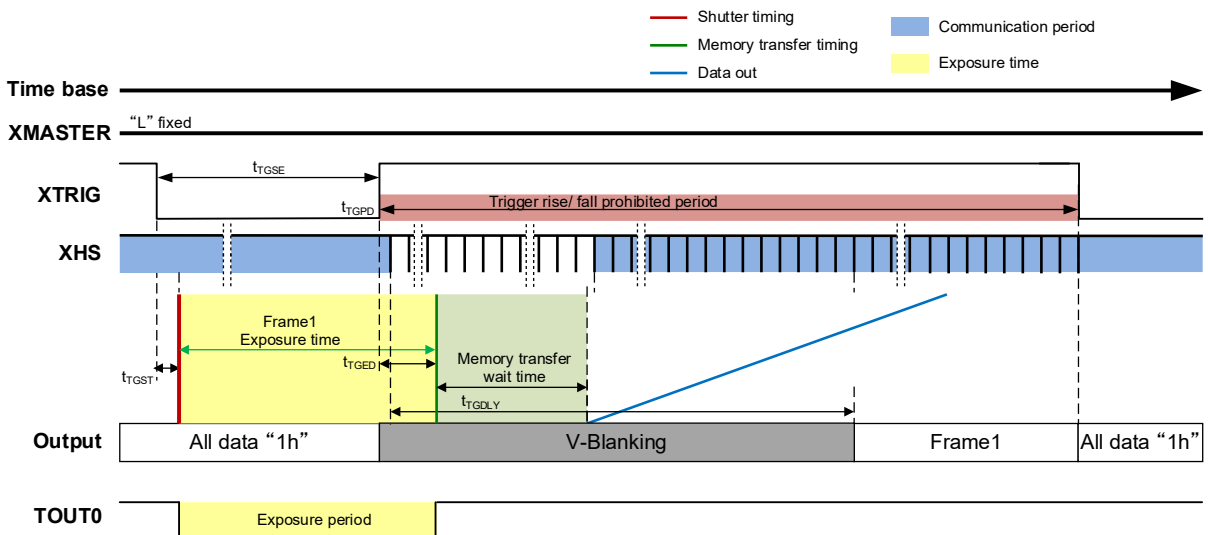 Shutter timing
Memory transfer timing
Data out
Communication period
Exposure time
Time base
XMASTER
“L” fixed
XTRIG
tTGSE
tTGPD
Trigger rise/ fall prohibited period
XHS
Frame1
Exposure time
tTGST
tTGED
Memory transfer
wait time
tTGDLY
Output
All data “1h”
V-Blanking
Frame1
All data “1h”
TOUT0
Exposure period